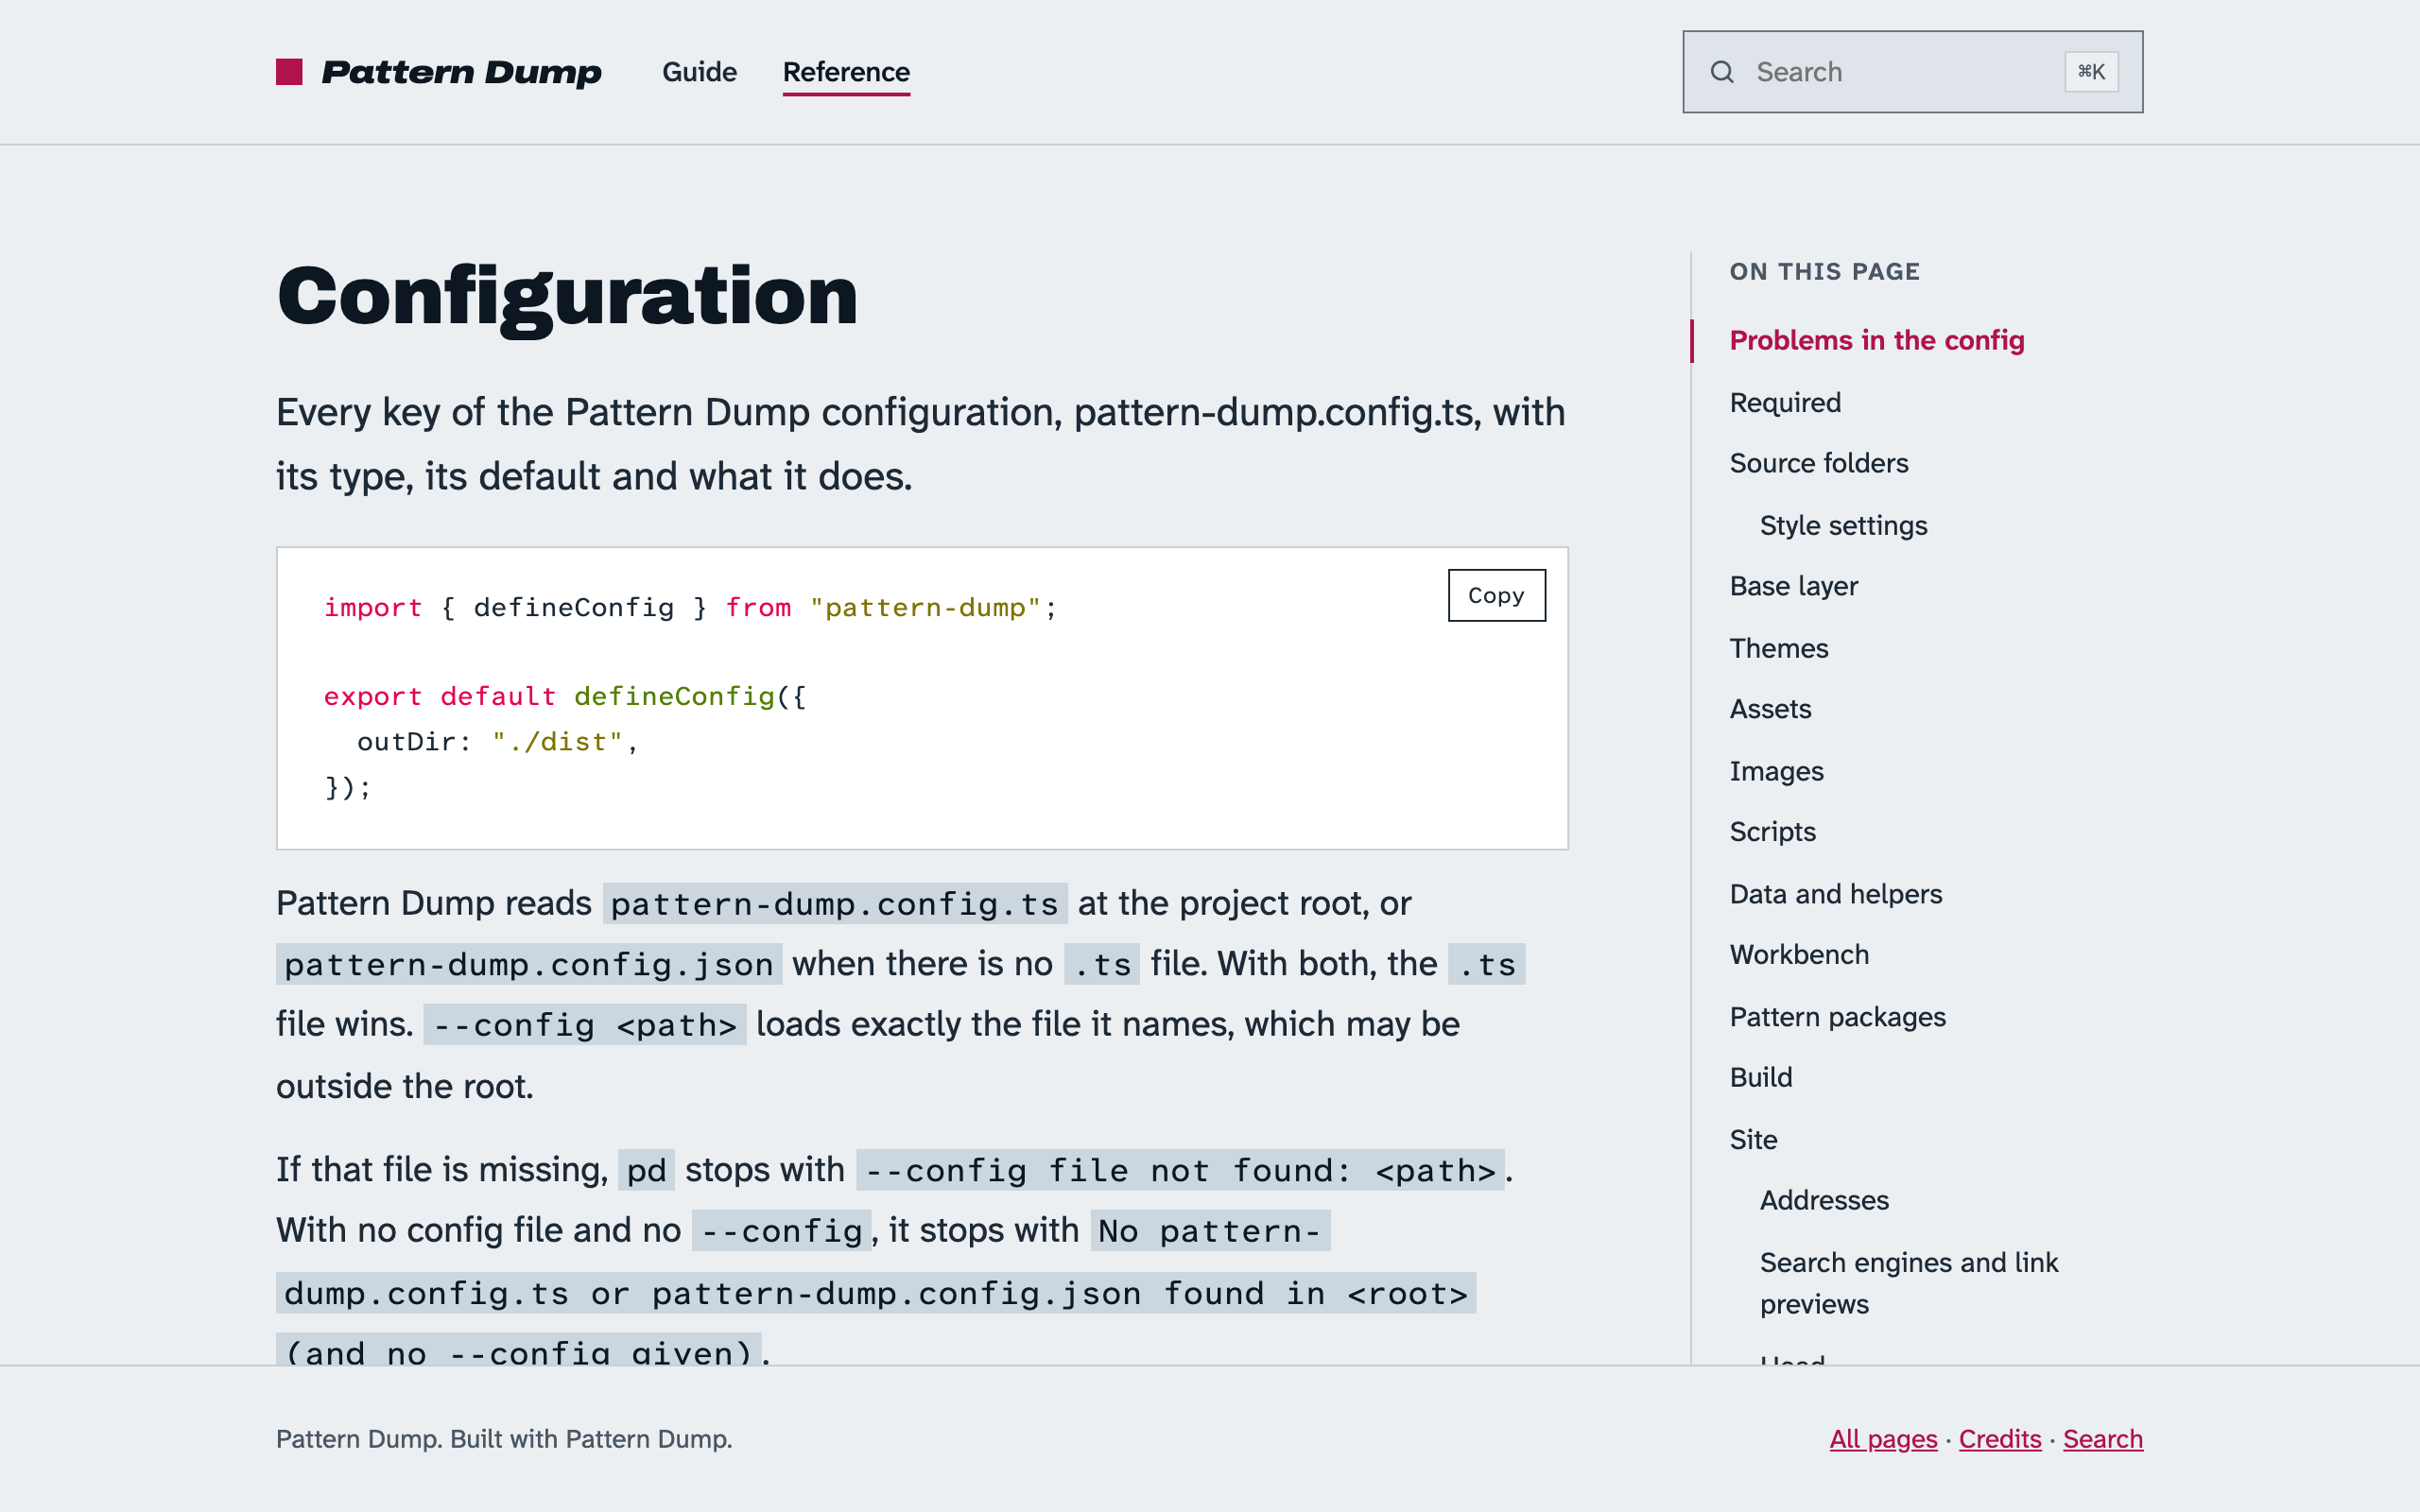 Pattern Dump
Guide
Reference
Search
⌘K
Configuration
Every key of the Pattern Dump configuration, pattern-dump.config.ts, with
its type, its default and what it does.
Copy
import { defineConfig } from "pattern-dump";
export default defineConfig({
  outDir: "./dist",
});
Pattern Dump reads pattern-dump.config.ts at the project root, or
pattern-dump.config.json when there is no .ts file. With both, the .ts
file wins. --config <path> loads exactly the file it names, which may be
outside the root.
If that file is missing, pd stops with --config file not found: <path>.
With no config file and no --config, it stops with No pattern-
dump.config.ts or pattern-dump.config.json found in <root>
(and no --config given).
ON THIS PAGE
Problems in the config
Required
Source folders
Style settings
Base layer
Themes
Assets
Images
Scripts
Data and helpers
Workbench
Pattern packages
Build
Site
Addresses
Search engines and link
previews
Head
Pattern Dump. Built with Pattern Dump.
All pages · Credits · Search